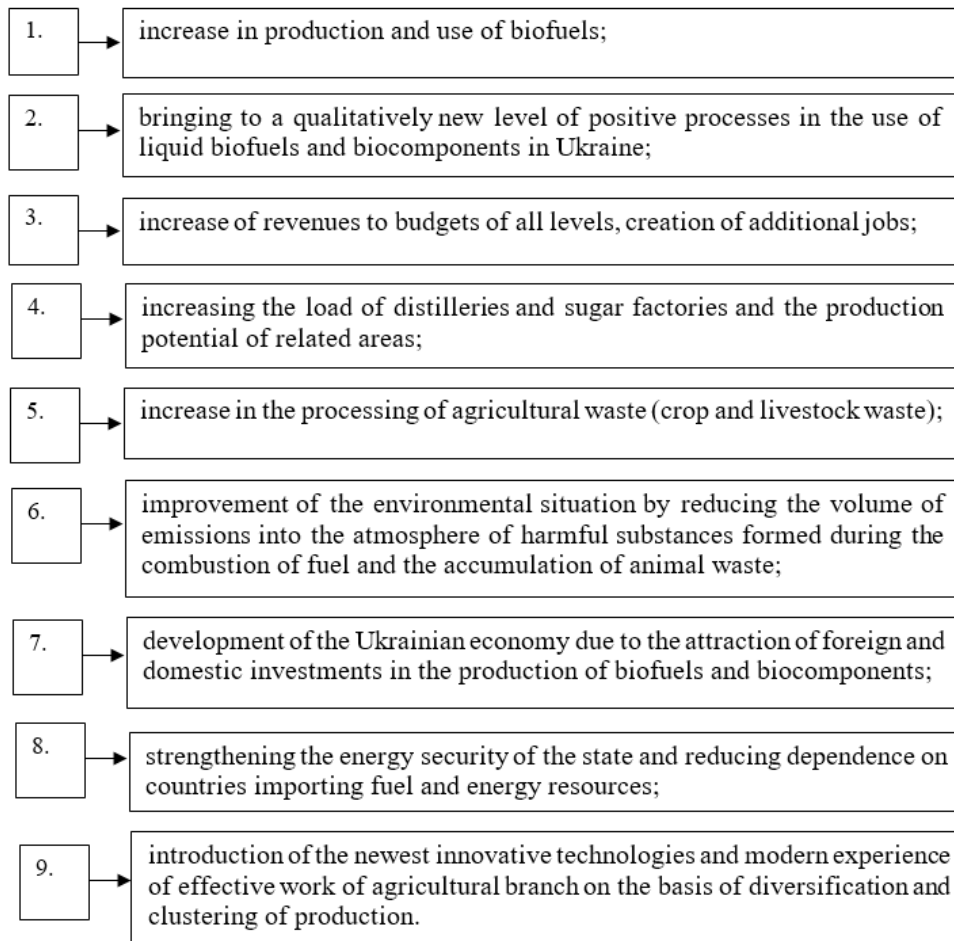 1.
increase in production and use of biofuels;
2.
bringing to a qualitatively new level of positive processes in the use of
liquid biofuels and biocomponents in Ukraine;
3.
increase of revenues to budgets of all levels, creation of additional jobs;
4.
increasing the load of distilleries and sugar factories and the production
potential of related areas;
5.
increase in the processing of agricultural waste (crop and livestock waste);
6.
improvement of the environmental situation by reducing the volume of
emissions into the atmosphere of harmful substances formed during the
combustion of fuel and the accumulation of animal waste;
7.
development of the Ukrainian economy due to the attraction of foreign and
domestic investments in the production of biofuels and biocomponents;
8.
strengthening the energy security of the state and reducing dependence on
countries importing fuel and energy resources;
9.
introduction of the newest innovative technologies and modern experience
of effective work of agricultural branch on the basis of diversification and
clustering of production.